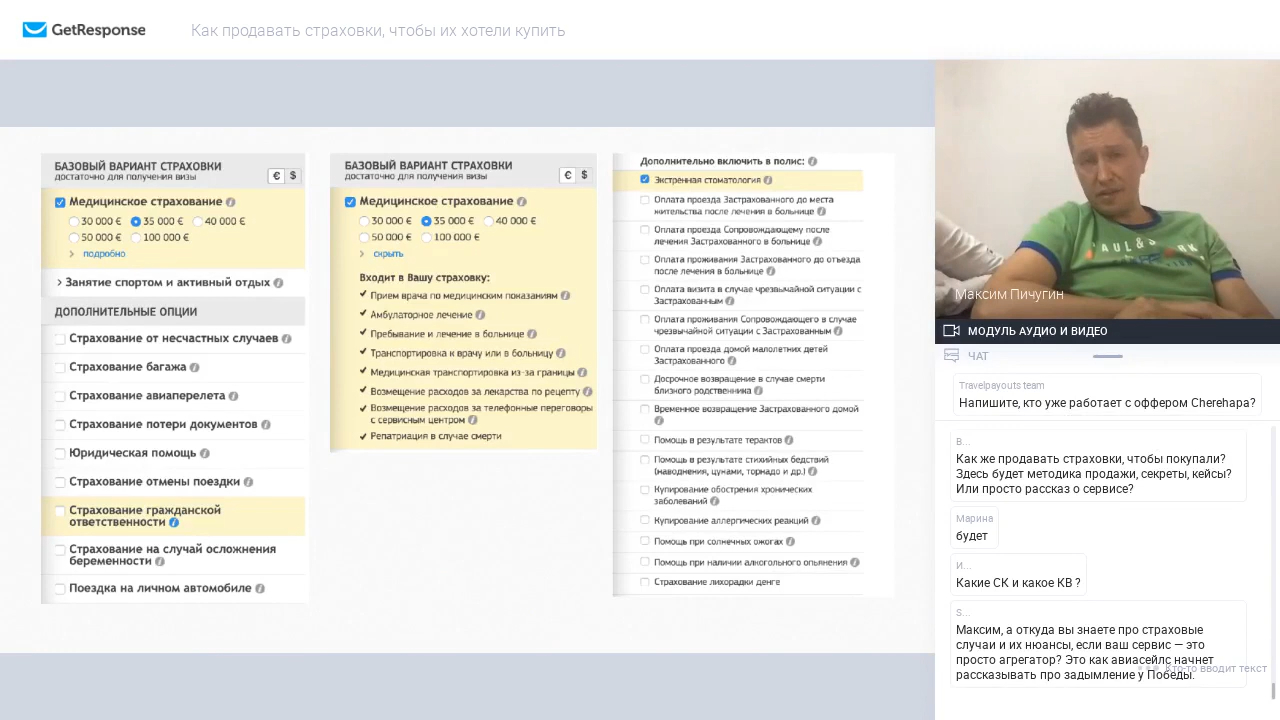 GetResponse
Как продавать страховки, чтобы их хотели купить
БАЗОВЫЙ ВАРИАНТ СТРАХОВКИ
достаточно для получения визы
€ $
Медицинское страхование
30 000 € 35 000 € 40 000 €
50 000 € 100 000 €
подробно
Занятие спортом и активный отдых
ДОПОЛНИТЕЛЬНЫЕ ОПЦИИ
Страхование от несчастных случаев
Страхование багажа
Страхование авиаперелета
Страхование потери документов
Юридическая помощь
Страхование отмены поездки
Страхование гражданской
ответственности
Страхование на случай осложнения
беременности
Поездка на личном автомобиле
БАЗОВЫЙ ВАРИАНТ СТРАХОВКИ
достаточно для получения визы
€ $
Медицинское страхование
30 000 € 35 000 € 40 000 €
50 000 € 100 000 €
скрыть
Входит в Вашу страховку:
Прием врача по медицинским показаниям
Амбулаторное лечение
Пребывание и лечение в больнице
Транспортировка к врачу или в больницу
Медицинская транспортировка из-за границы
Возмещение расходов за лекарства по рецепту
Возмещение расходов за телефонные переговоры
с сервисным центром
Репатриация в случае смерти
Дополнительно включить в полис:
Экстренная стоматология
Оплата проезда Застрахованного до места
жительства после лечения в больнице
Оплата проезда Сопровождающему после
лечения Застрахованного в больнице
Оплата проживания Застрахованного до отъезда
после лечения в больнице
Оплата визита в случае чрезвычайной ситуации с
Застрахованным
Оплата проживания Сопровождающего в случае
чрезвычайной ситуации с Застрахованным
Оплата проезда домой малолетних детей
Застрахованного
Досрочное возвращение в случае смерти
близкого родственника
Временное возвращение Застрахованного домой
Помощь в результате терактов
Помощь в результате стихийных бедствий
(наводнения, цунами, торнадо и др.)
Купирование обострения хронических
заболеваний
Купирование аллергических реакций
Помощь при солнечных ожогах
Помощь при наличии алкогольного опьянения
Страхование лихорадки денге
Максим Пичугин
МОДУЛЬ АУДИО И ВИДЕО
ЧАТ
Travelpayouts team
Напишите, кто уже работает с оффером Cherehapa?
В...
Как же продавать страховки, чтобы покупали?
Здесь будет методика продажи, секреты, кейсы?
Или просто рассказ о сервисе?
Марина
будет
И...
Какие СК и какое КВ ?
S...
Максим, а откуда вы знаете про страховые
случаи и их нюансы, если ваш сервис — это
просто агрегатор? Это как авиасейлс начнет
рассказывать про задымление у Победы.
Кто-то вводит текст